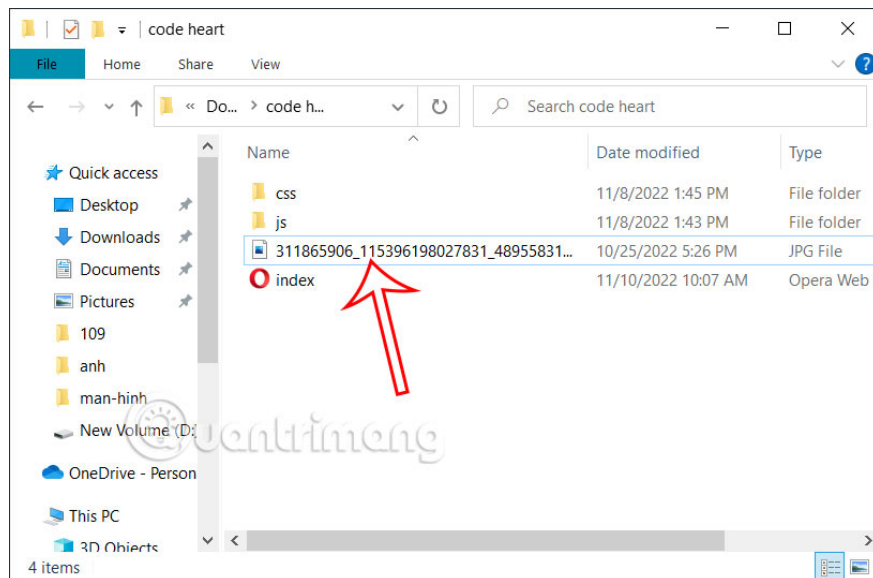 code heart
File Home Share View
« Do... > code h... Search code heart
Name Date modified Type
Quick access
Desktop
Downloads
Documents
Pictures
109
anh
man-hinh
New Volume (D:
OneDrive - Person
This PC
3D Objects
css 11/8/2022 1:45 PM File folder
js 11/8/2022 1:43 PM File folder
311865906_115396198027831_48955831... 10/25/2022 5:26 PM JPG File
index 11/10/2022 10:07 AM Opera Web
Quantrimang
4 items